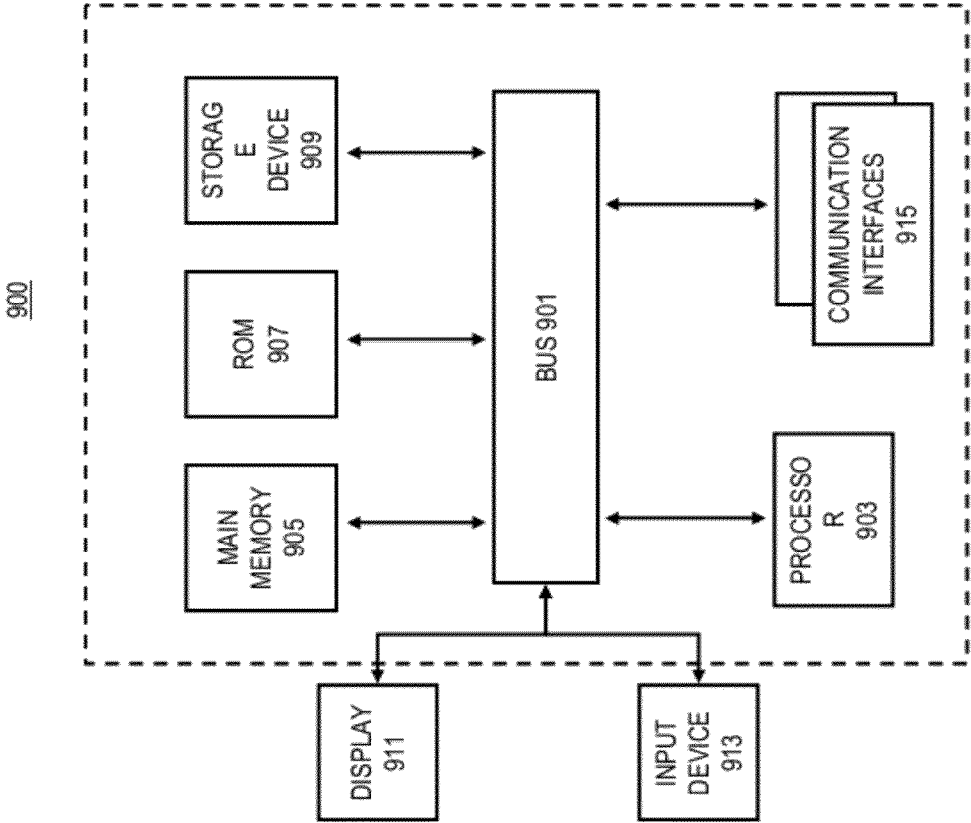 900
MAIN
MEMORY
905
ROM
907
STORAG
E
DEVICE
909
DISPLAY
911
BUS 901
INPUT
DEVICE
913
PROCESSO
R
903
COMMUNICATION
INTERFACES
915